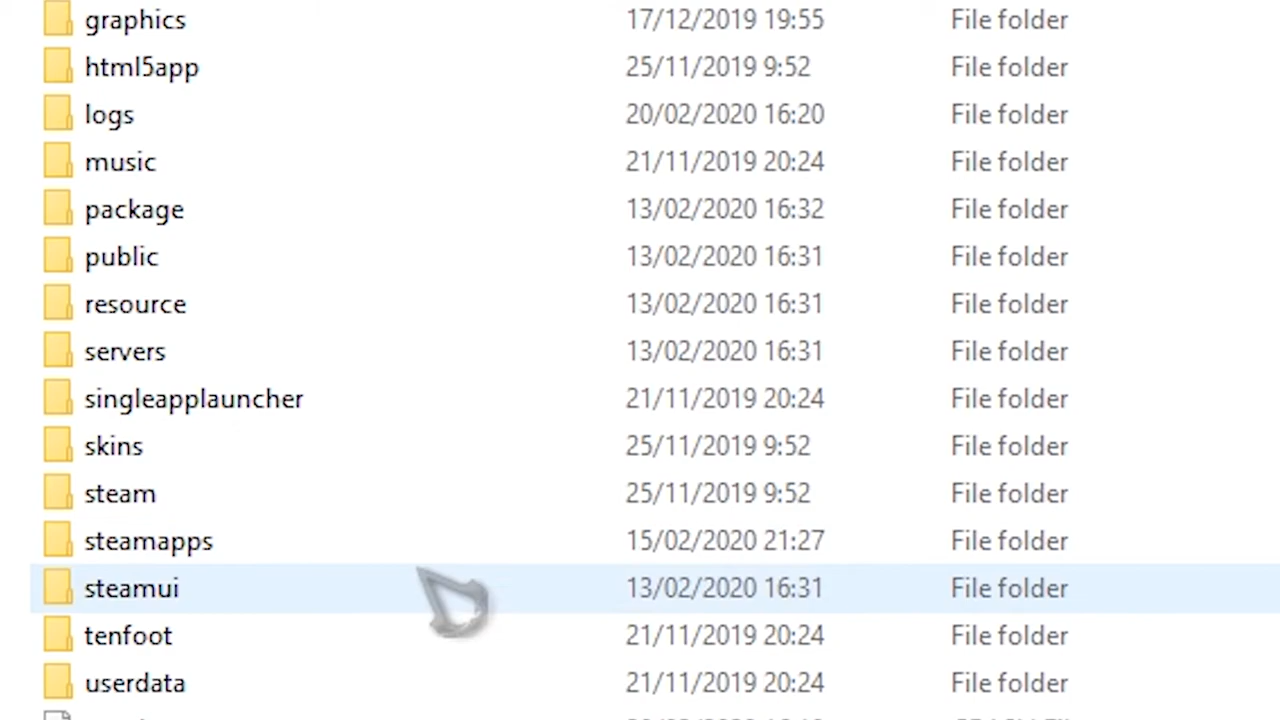 graphics 17/12/2019 19:55 File folder
html5app 25/11/2019 9:52 File folder
logs 20/02/2020 16:20 File folder
music 21/11/2019 20:24 File folder
package 13/02/2020 16:32 File folder
public 13/02/2020 16:31 File folder
resource 13/02/2020 16:31 File folder
servers 13/02/2020 16:31 File folder
singleapplauncher 21/11/2019 20:24 File folder
skins 25/11/2019 9:52 File folder
steam 25/11/2019 9:52 File folder
steamapps 15/02/2020 21:27 File folder
steamui 13/02/2020 16:31 File folder
tenfoot 21/11/2019 20:24 File folder
userdata 21/11/2019 20:24 File folder